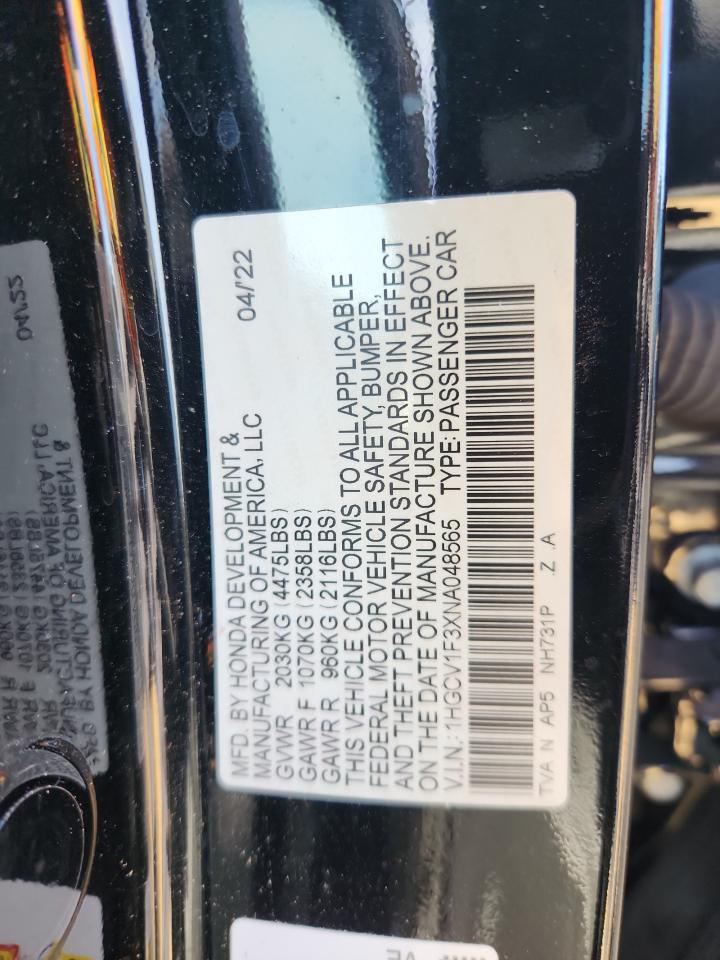 MFD. BY HONDA DEVELOPMENT & 04/'22
MANUFACTURING OF AMERICA, LLC
GVWR 2030KG (4475LBS)
GAWR F 1070KG (2358LBS)
GAWR R 960KG (2116LBS)
THIS VEHICLE CONFORMS TO ALL APPLICABLE
FEDERAL MOTOR VEHICLE SAFETY, BUMPER,
AND THEFT PREVENTION STANDARDS IN EFFECT
ON THE DATE OF MANUFACTURE SHOWN ABOVE.
V.I.N.: 1HGCV1F3XNA048565 TYPE: PASSENGER CAR
TVA N AP5 NH731P .Z .A